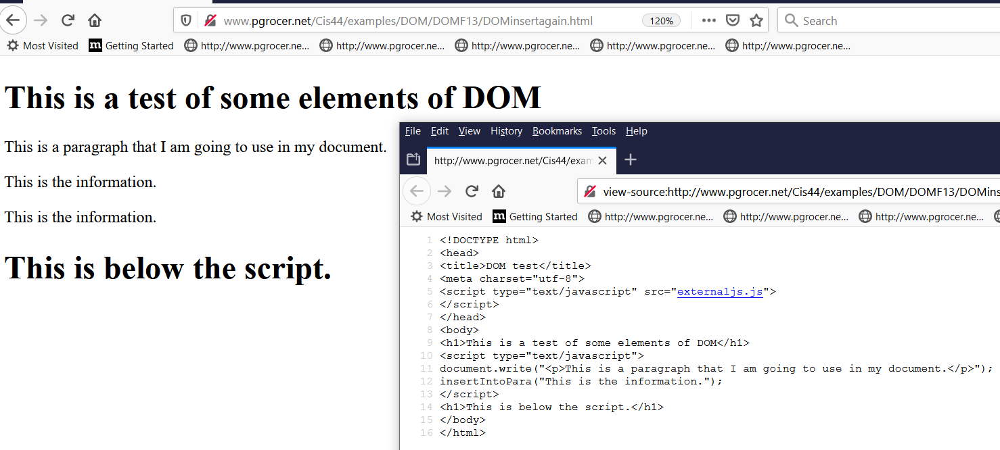 www.pgrocer.net/Cis44/examples/DOM/DOMF13/DOMinsertagain.html 120% Search
Most Visited m Getting Started http://www.pgrocer.ne... http://www.pgrocer.ne... http://www.pgrocer.ne... http://www.pgrocer.ne... http://www.pgrocer.ne...
This is a test of some elements of DOM
This is a paragraph that I am going to use in my document.
This is the information.
This is the information.
This is below the script.
File Edit View History Bookmarks Tools Help
http://www.pgrocer.net/Cis44/exam
view-source:http://www.pgrocer.net/Cis44/examples/DOM/DOMF13/DOMins
Most Visited m Getting Started http://www.pgrocer.ne... http://www.pgrocer.ne... http://www.pgrocer.ne...
1 <!DOCTYPE html>
2 <head>
3 <title>DOM test</title>
4 <meta charset="utf-8">
5 <script type="text/javascript" src="externaljs.js">
6 </script>
7 </head>
8 <body>
9 <h1>This is a test of some elements of DOM</h1>
10 <script type="text/javascript">
11 document.write("<p>This is a paragraph that I am going to use in my document.</p>");
12 insertIntoPara("This is the information.");
13 </script>
14 <h1>This is below the script.</h1>
15 </body>
16 </html>